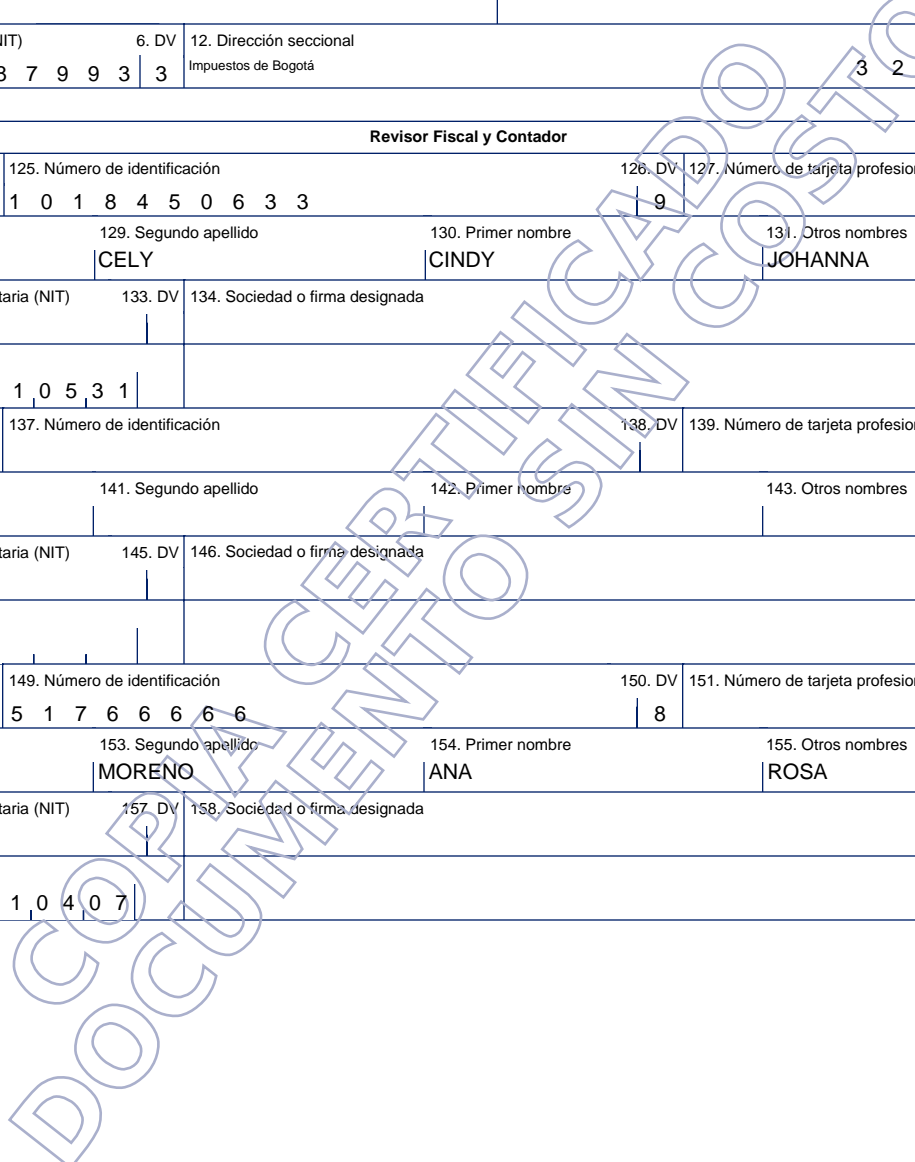 NIT) 6. DV 12. Dirección seccional
8 7 9 9 3 3 Impuestos de Bogotá 3 2
Revisor Fiscal y Contador
125. Número de identificación 126. DV 127. Número de tarjeta profesion
1 0 1 8 4 5 0 6 3 3 9
129. Segundo apellido 130. Primer nombre 131. Otros nombres
CELY CINDY JOHANNA
taria (NIT) 133. DV 134. Sociedad o firma designada
1 0 5 3 1
137. Número de identificación 138. DV 139. Número de tarjeta profesion
141. Segundo apellido 142. Primer nombre 143. Otros nombres
taria (NIT) 145. DV 146. Sociedad o firma designada
149. Número de identificación 150. DV 151. Número de tarjeta profesion
5 1 7 6 6 6 6 6 8
153. Segundo apellido 154. Primer nombre 155. Otros nombres
MORENO ANA ROSA
taria (NIT) 157. DV 158. Sociedad o firma designada
1 0 4 0 7
COPIA CERTIFICADO
DOCUMENTO SIN COSTO